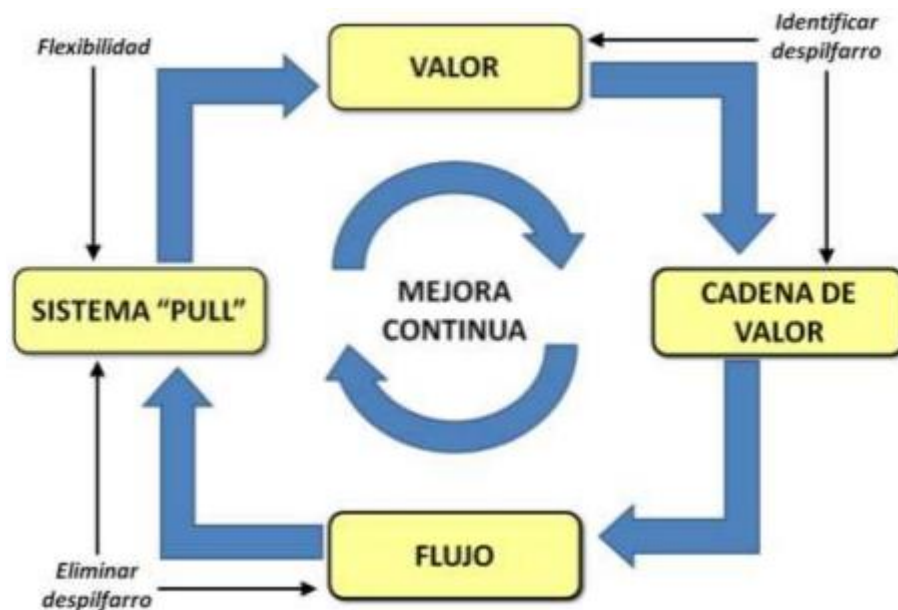 Flexibilidad
VALOR
Identificar
despilfarro
SISTEMA “PULL”
MEJORA
CONTINUA
CADENA DE
VALOR
Eliminar
despilfarro
FLUJO